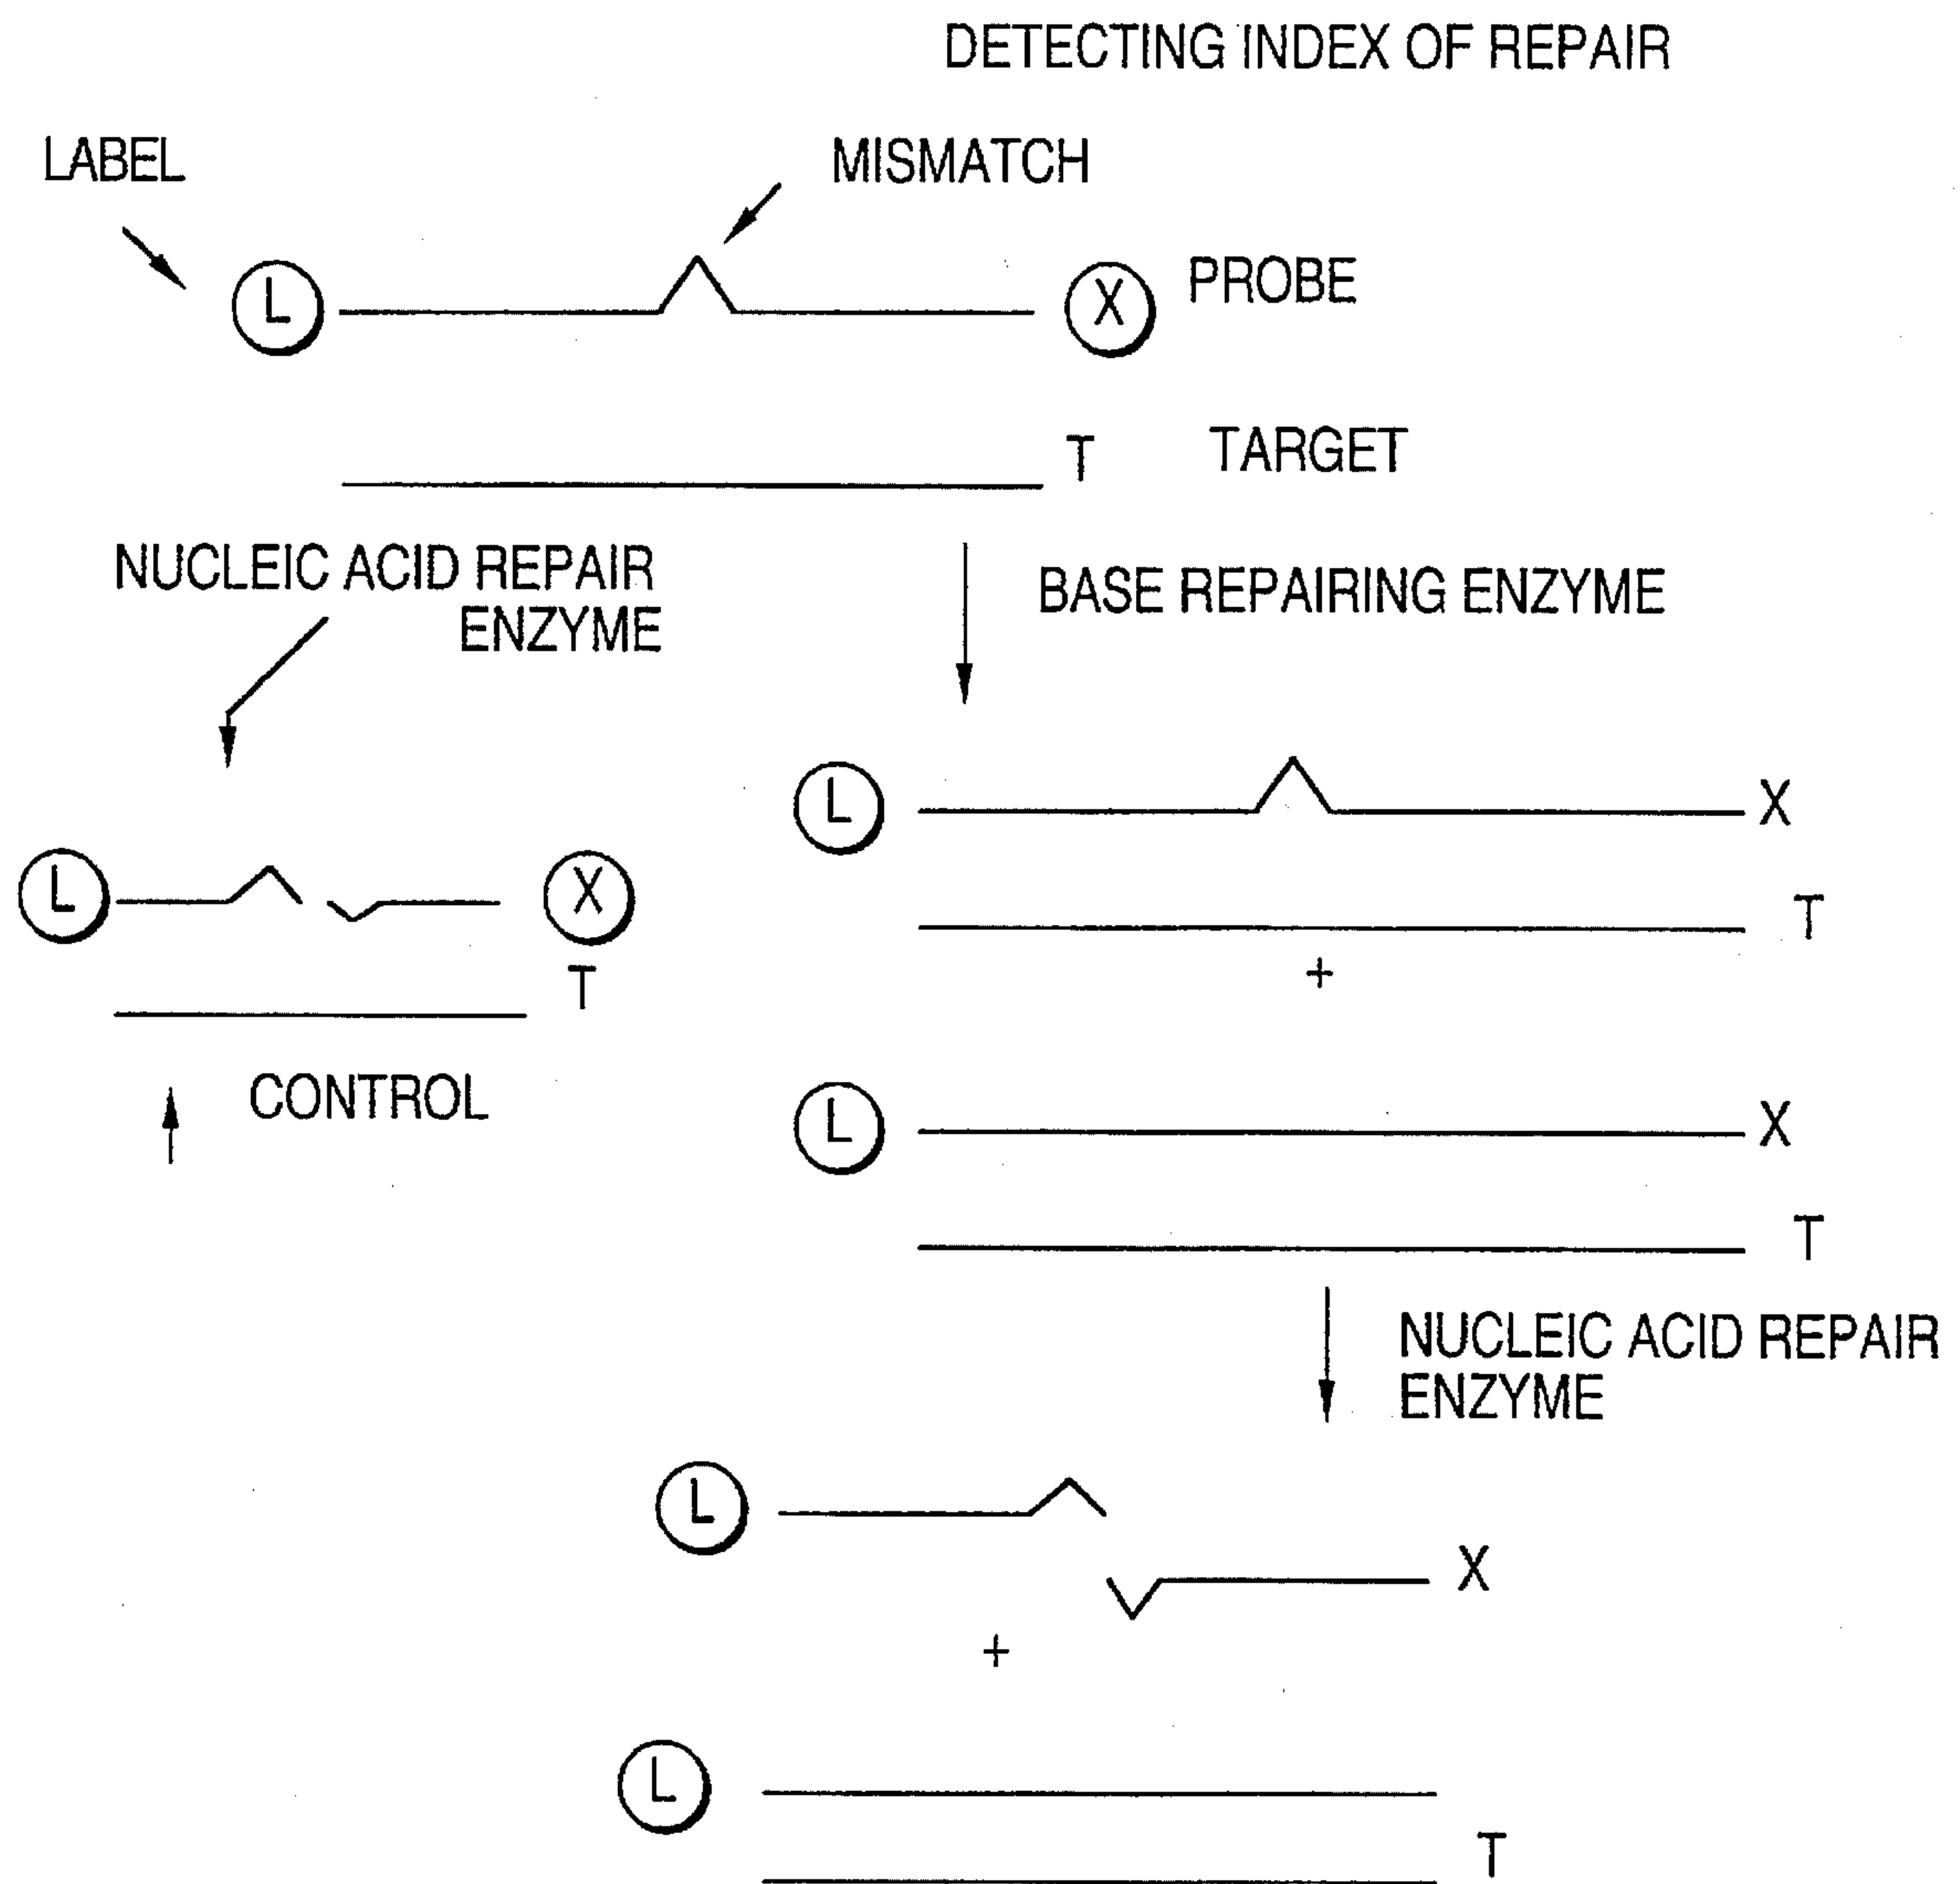 DETECTING INDEX OF REPAIR
LABEL
MISMATCH
L
X
PROBE
T
TARGET
NUCLEIC ACID REPAIR
ENZYME
BASE REPAIRING ENZYME
L
X
L
X
T
T
CONTROL
+
L
X
T
NUCLEIC ACID REPAIR
ENZYME
L
X
+
L
T